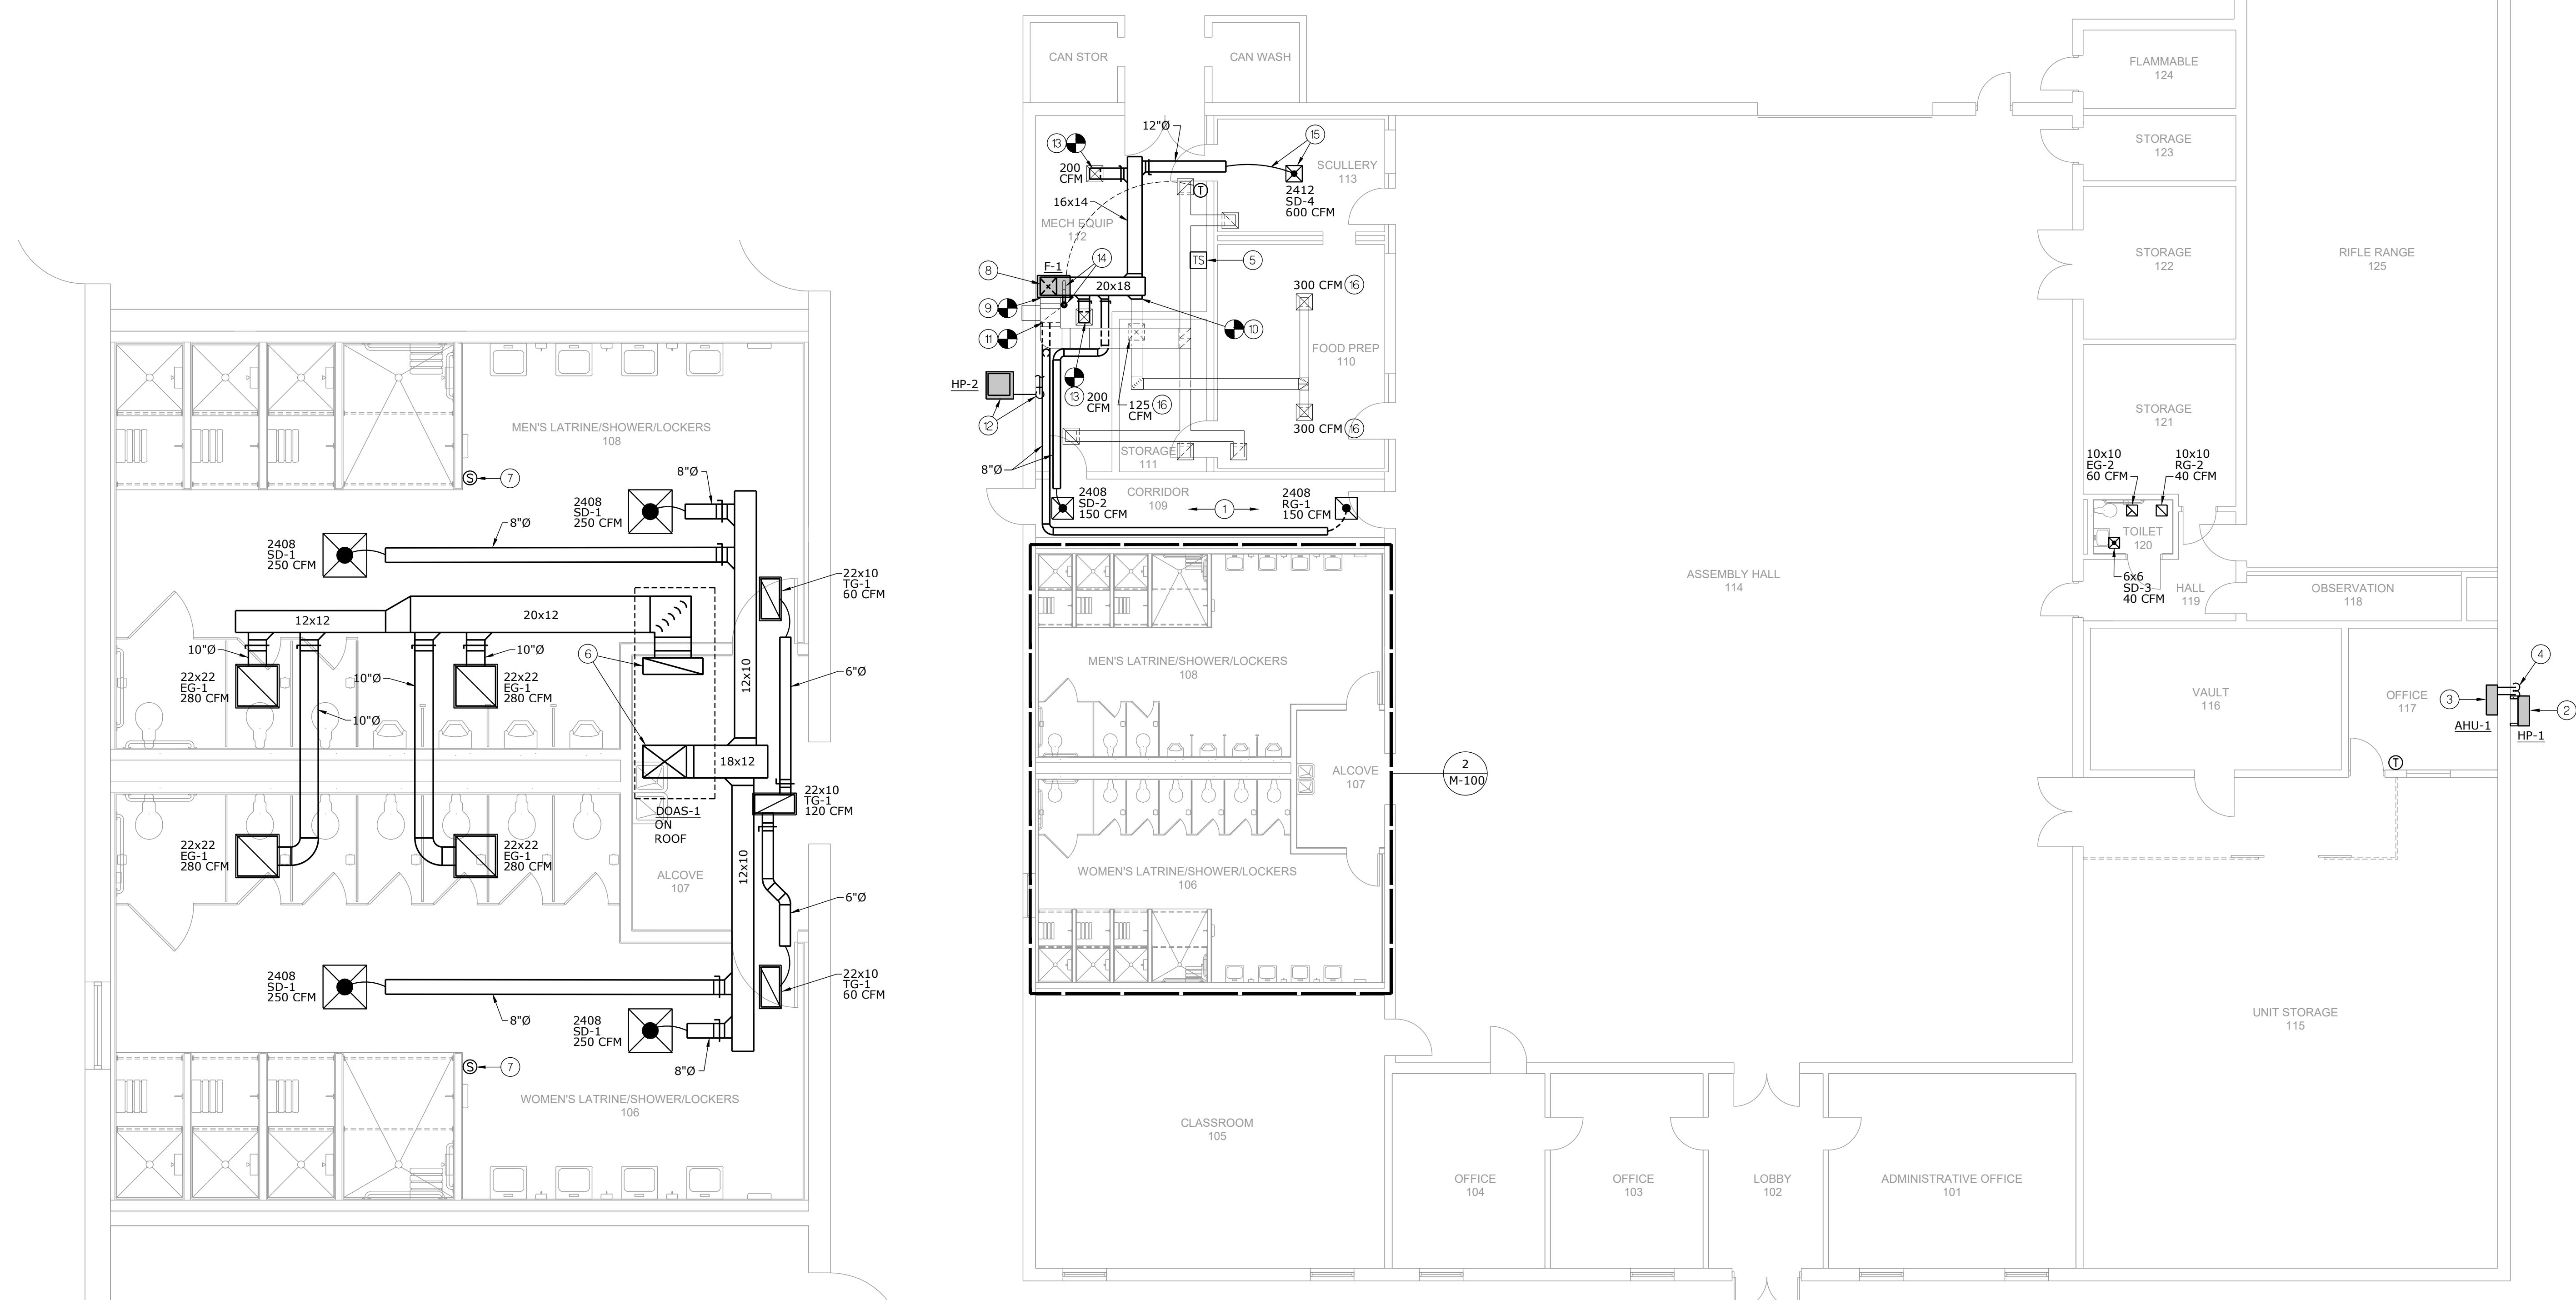 MEN'S LATRINE/SHOWER/LOCKERS
108
S
7
8"Ø
2408
SD-1
250 CFM
8"Ø
2408
SD-1
250 CFM
22x10
TG-1
60 CFM
12x12
20x12
10"Ø
10"Ø
6
22x22
EG-1
280 CFM
10"Ø
22x22
EG-1
280 CFM
10"Ø
12x10
6"Ø
18x12
22x10
TG-1
120 CFM
DOAS-1
ON
ROOF
22x22
EG-1
280 CFM
22x22
EG-1
280 CFM
ALCOVE
107
12x10
6"Ø
2408
SD-1
250 CFM
22x10
TG-1
60 CFM
8"Ø
2408
SD-1
250 CFM
8"Ø
S
7
WOMEN'S LATRINE/SHOWER/LOCKERS
106
CAN STOR
CAN WASH
12"Ø
13
15
200
CFM
SCULLERY
113
T
2412
SD-4
600 CFM
16x14
MECH EQUIP
112
8
F-1
14
TS
5
20x18
300 CFM
16
9
10
11
FOOD PREP
110
HP-2
13
200
CFM
125
CFM
16
12
300 CFM
16
STORAGE
111
8"Ø
2408
SD-2
150 CFM
CORRIDOR
109
1
2408
RG-1
150 CFM
MEN'S LATRINE/SHOWER/LOCKERS
108
ALCOVE
107
2
M-100
WOMEN'S LATRINE/SHOWER/LOCKERS
106
CLASSROOM
105
ASSEMBLY HALL
114
OFFICE
104
OFFICE
103
LOBBY
102
ADMINISTRATIVE OFFICE
101
FLAMMABLE
124
STORAGE
123
STORAGE
122
RIFLE RANGE
125
STORAGE
121
10x10
EG-2
60 CFM
10x10
RG-2
40 CFM
TOILET
120
6x6
SD-3
40 CFM
HALL
119
OBSERVATION
118
VAULT
116
OFFICE
117
4
3
2
AHU-1
HP-1
T
UNIT STORAGE
115